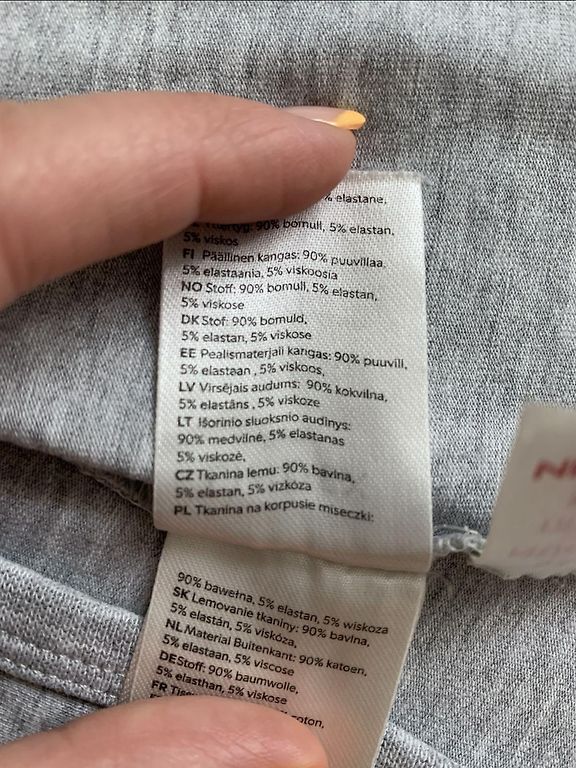 % elastane,
90% bomull, 5% elastan,
5% viskos
FI Päällinen kangas: 90% puuvillaa.
5% elastaania, 5% viskoosia
NO Stoff: 90% bomull, 5% elastan,
5% viskose
DK Stof: 90% bomuld,
5% elastan, 5% viskose
EE Pealismaterjali kangas: 90% puuvill,
5% elastaan , 5% viskoos,
LV Virsējais audums: 90% kokvilna,
5% elastāns , 5% viskoze
LT Išorinio sluoksnio audinys:
90% medvilnė, 5% elastanas
5% viskozė,
CZ Tkanina lemu: 90% bavlna,
5% elastan, 5% vizkóza
PL Tkanina na korpusie miseczki:
90% bawełna, 5% elastan, 5% wiskoza
SK Lemovanie tkaniny: 90% bavlna,
5% elastán, 5% viskóza,
NL Material Buitenkant: 90% katoen,
5% elastaan, 5% viscose
DE Stoff: 90% baumwolle,
5% elasthan, 5% viskose
FR